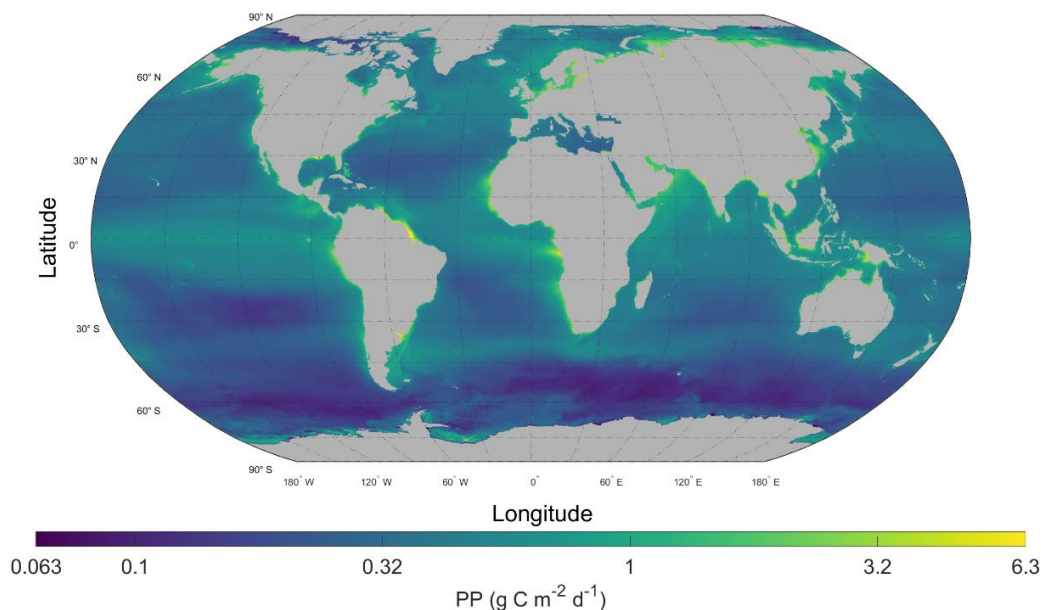 90° N
60° N
30° N
0°
30° S
60° S
90° S
Latitude
180° W 120° W 60° W 0° 60° E 120° E 180° E
Longitude
0.063 0.1 0.32 1 3.2 6.3
PP (g C m⁻² d⁻¹)